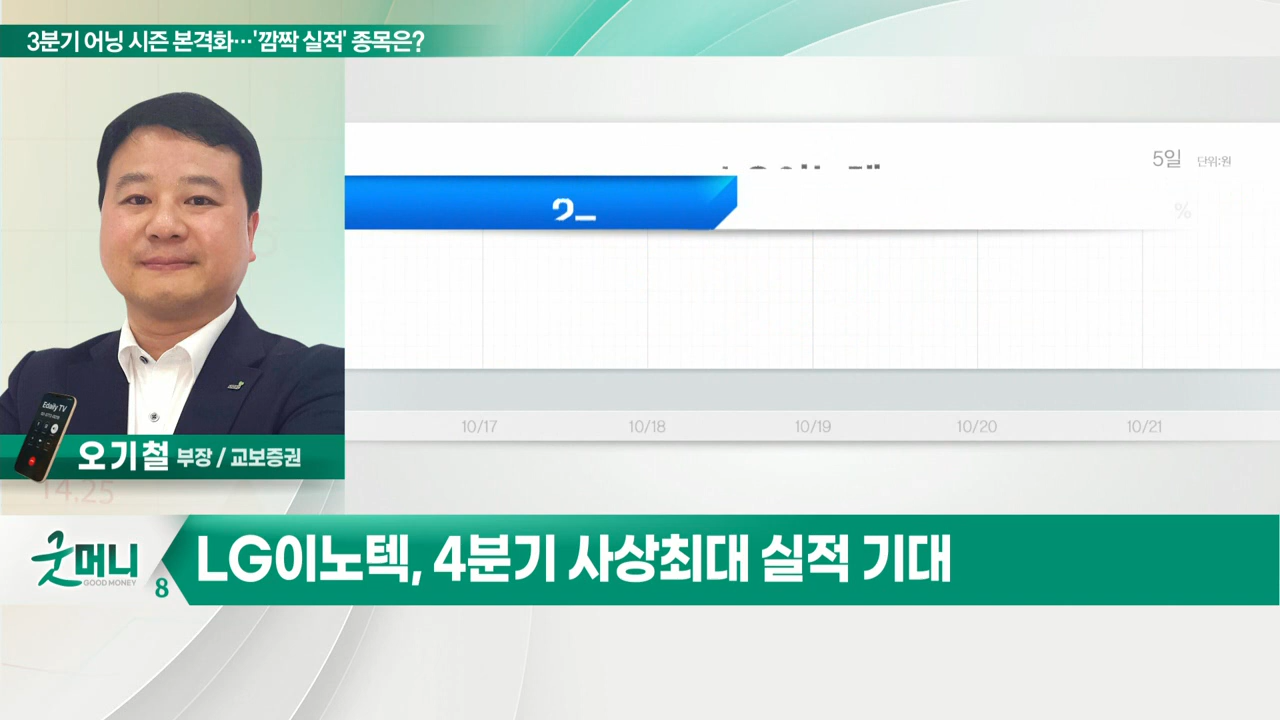 3분기 어닝 시즌 본격화…'깜짝 실적' 종목은?
5일 단위:원
%
10/17 10/18 10/19 10/20 10/21
Edaily TV
오기철 부장 / 교보증권
14.25
굿머니
GOOD MONEY
8
LG이노텍, 4분기 사상최대 실적 기대